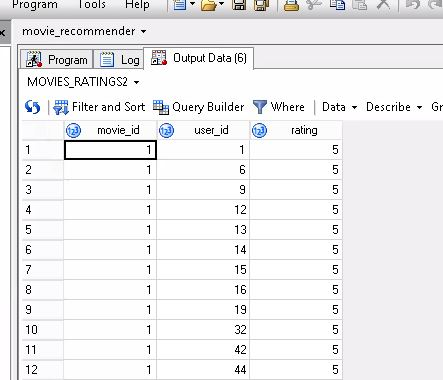 Program Tools Help
movie_recommender
Program Log Output Data (6)
MOVIES_RATINGS2
Filter and Sort Query Builder Where Data Describe Gr
movie_id user_id rating
1 1 1 5
2 1 6 5
3 1 9 5
4 1 12 5
5 1 13 5
6 1 14 5
7 1 15 5
8 1 16 5
9 1 19 5
10 1 32 5
11 1 42 5
12 1 44 5